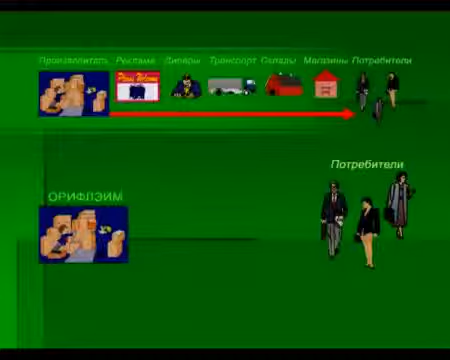 Производитель Реклама Дилеры Транспорт Склады Магазины Потребители
Потребители
ОРИФЛЭЙМ